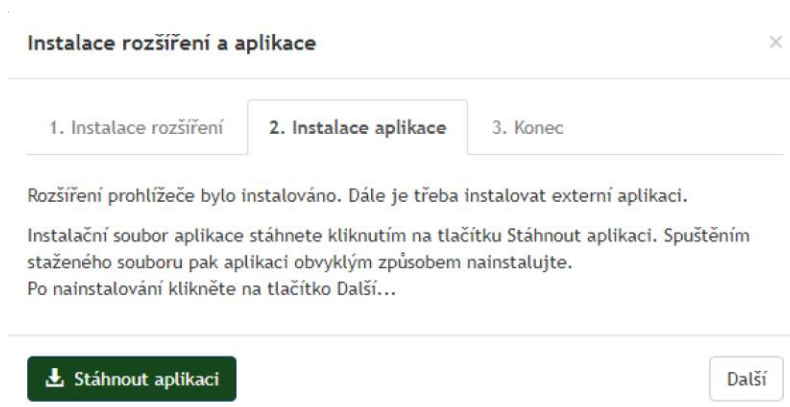 Instalace rozšíření a aplikace
1. Instalace rozšíření
2. Instalace aplikace
3. Konec
Rozšíření prohlížeče bylo instalováno. Dále je třeba instalovat externí aplikaci.
Instalační soubor aplikace stáhnete kliknutím na tlačítku Stáhnout aplikaci. Spuštěním
staženého souboru pak aplikaci obvyklým způsobem nainstalujte.
Po nainstalování klikněte na tlačítko Další...
Stáhnout aplikaci
Další